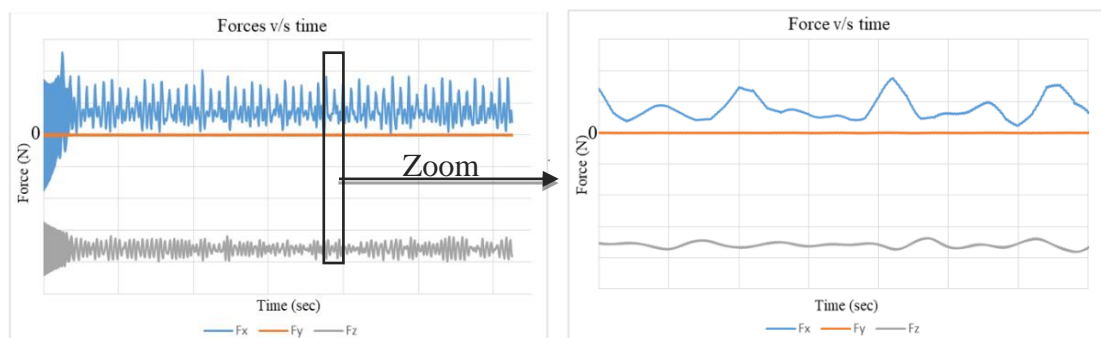 Forces v/s time
0
Force (N)
Time (sec)
Fx Fy Fz
Zoom
Force v/s time
0
Force (N)
Time (sec)
Fx Fy Fz